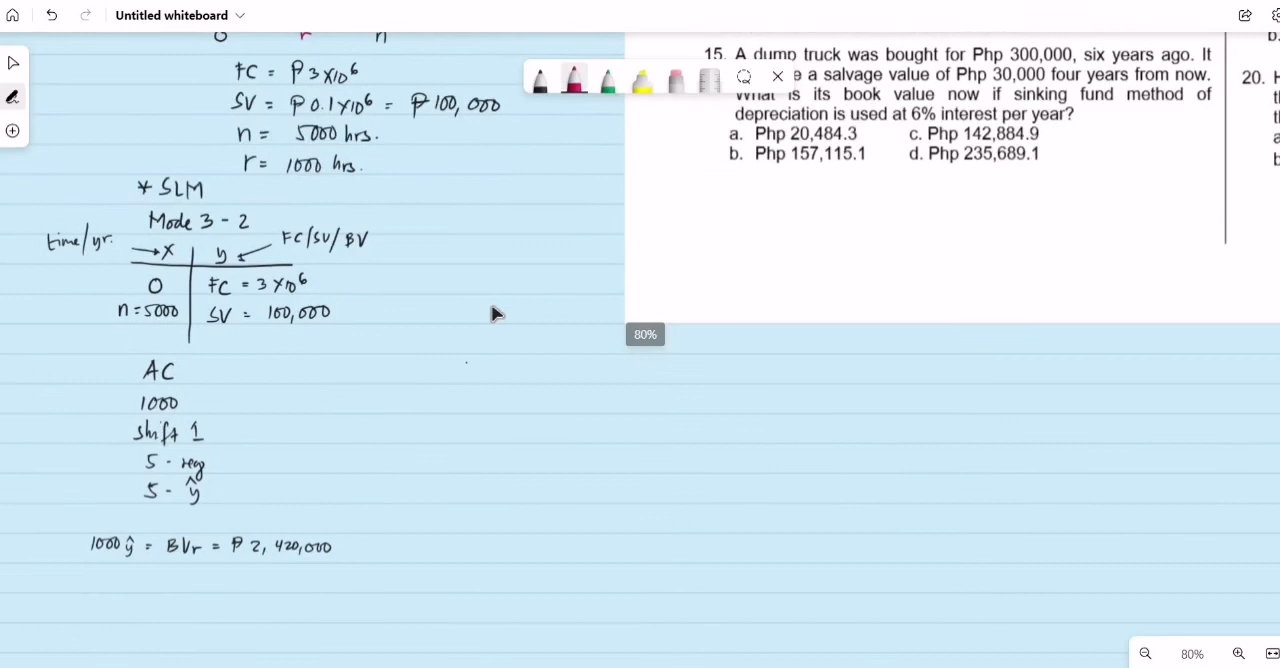 Untitled whiteboard
0 r n
FC = ₱ 3 x 10⁶
SV = ₱ 0.1 x 10⁶ = ₱ 100,000
n = 5000 hrs.
r = 1000 hrs.
* SLM
Mode 3 - 2
time/yr. → X | y ← FC/SV/BV
0 | FC = 3 x 10⁶
n = 5000 | SV = 100,000
AC
1000
Shift 1
5 - reg
5 - ŷ
1000 ŷ = BVr = ₱ 2,420,000
15. A dump truck was bought for Php 300,000, six years ago. It
e a salvage value of Php 30,000 four years from now.
What is its book value now if sinking fund method of
depreciation is used at 6% interest per year?
a. Php 20,484.3 c. Php 142,884.9
b. Php 157,115.1 d. Php 235,689.1
b.
20. H
t
t
a
b
80%
80%